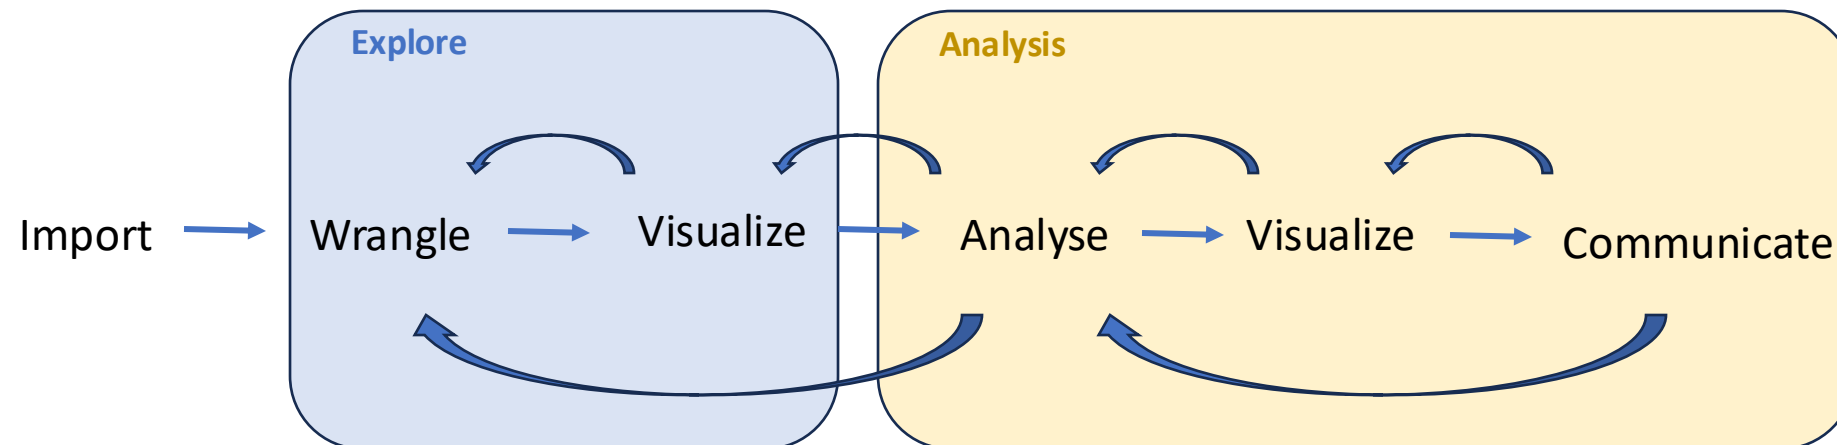 Explore
Analysis
Import
Wrangle
Visualize
Analyse
Visualize
Communicate